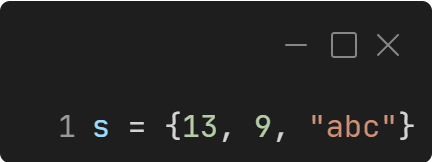 1 s = {13, 9, "abc"}